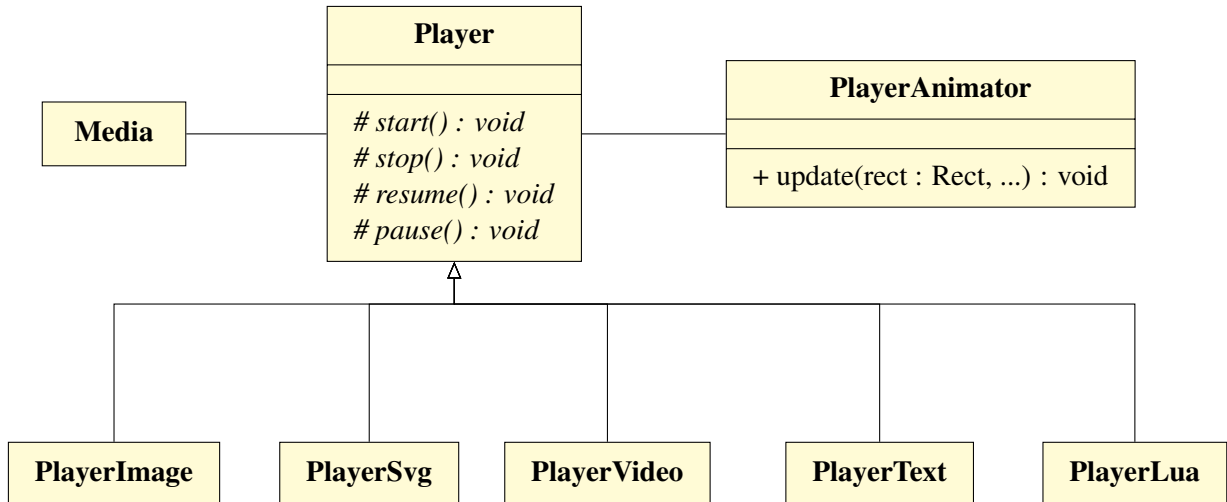 Player
# start() : void
# stop() : void
# resume() : void
# pause() : void
Media
PlayerAnimator
+ update(rect : Rect, ...) : void
PlayerImage
PlayerSvg
PlayerVideo
PlayerText
PlayerLua